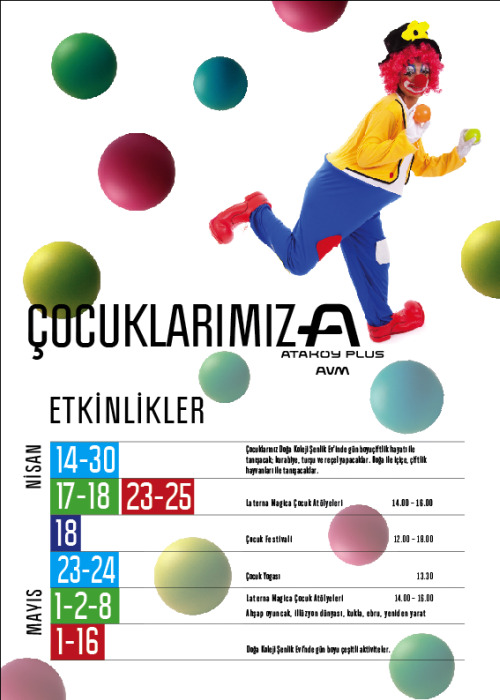 ÇOCUKLARIMIZA
ATAKOY PLUS
AVM
ETKİNLİKLER
NİSAN
14-30
Çocuklarımız Doğa Koleji Şenlik Evi'nde gün boyu çiftlik hayatı ile
tanışacak; kurabiye, turşu ve reçel yapacaklar. Doğa ile içiçe, çiftlik
hayvanları ile tanışacaklar.
17-18 23-25 Laterna Magica Çocuk Atölyeleri 14.00 - 16.00
18 Çocuk Festivali 12.00 - 18.00
23-24 Çocuk Yogası 13.30
MAYIS
1-2-8 Laterna Magica Çocuk Atölyeleri 14.00 - 16.00
Ahşap oyuncak, illüzyon dünyası, kukla, ebru, yeniden yarat
1-16 Doğa Koleji Şenlik Evi'nde gün boyu çeşitli aktiviteler.